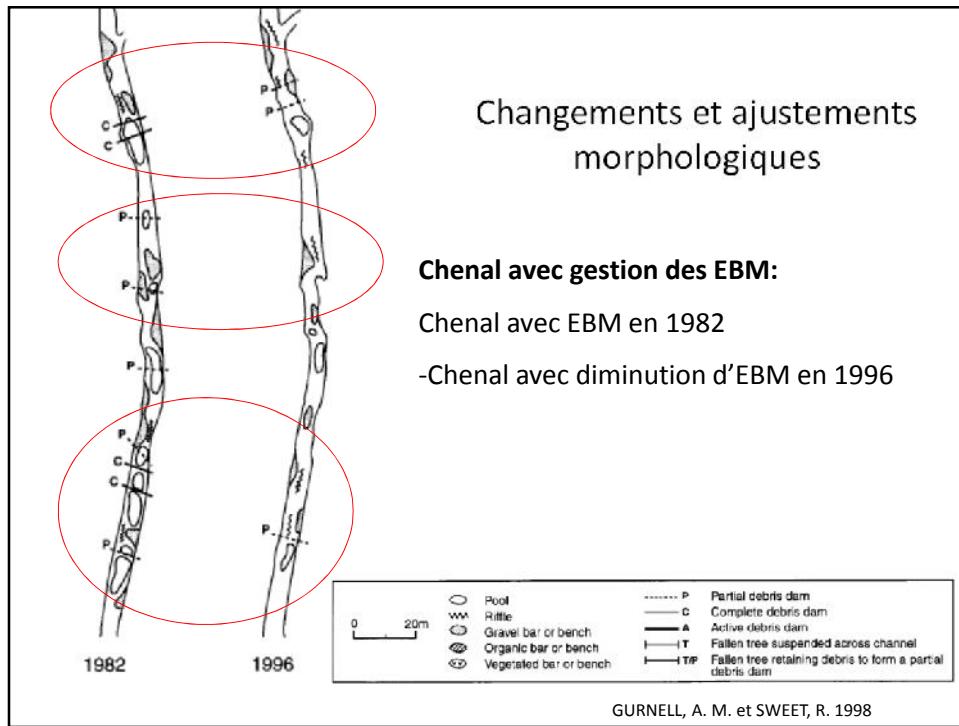 Changements et ajustements
morphologiques
Chenal avec gestion des EBM:
Chenal avec EBM en 1982
-Chenal avec diminution d’EBM en 1996
C
C
P
P
P
P
C
C
P
1982
P
P
P
1996
0 20m
Pool
Riffle
Gravel bar or bench
Organic bar or bench
Vegetated bar or bench
P Partial debris dam
C Complete debris dam
A Active debris dam
T Fallen tree suspended across channel
T/P Fallen tree retaining debris to form a partial
debris dam
GURNELL, A. M. et SWEET, R. 1998